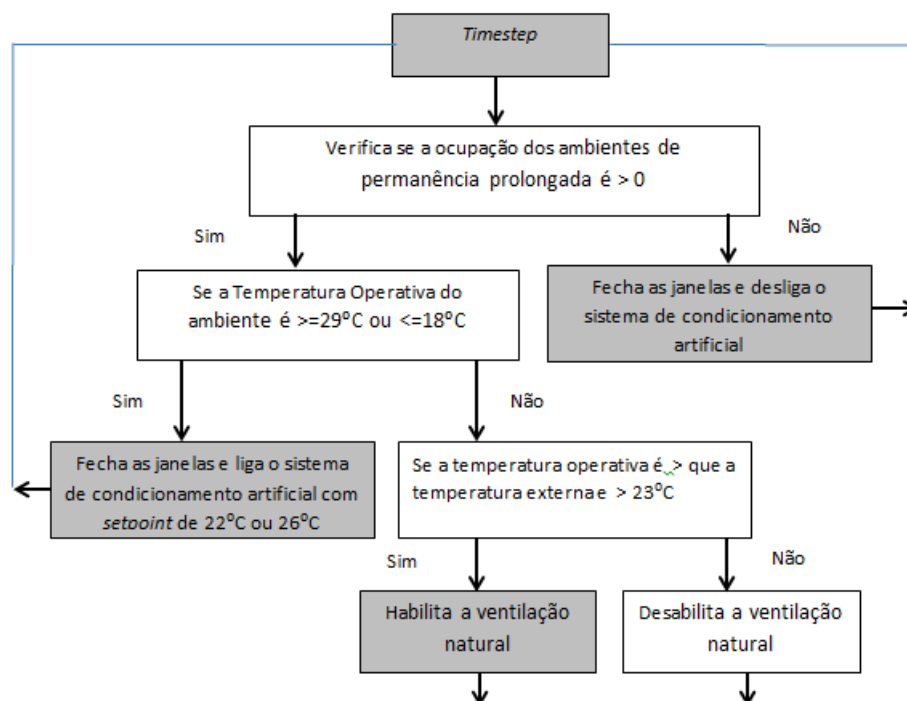 Timestep
Verifica se a ocupação dos ambientes de
permanência prolongada é > 0
Sim
Não
Se a Temperatura Operativa do
ambiente é >=29ºC ou <=18ºC
Fecha as janelas e desliga o
sistema de condicionamento
artificial
Sim
Não
Fecha as janelas e liga o sistema
de condicionamento artificial com
setpoint de 22ºC ou 26ºC
Se a temperatura operativa é > que a
temperatura externa e > 23ºC
Sim
Não
Habilita a ventilação
natural
Desabilita a ventilação
natural